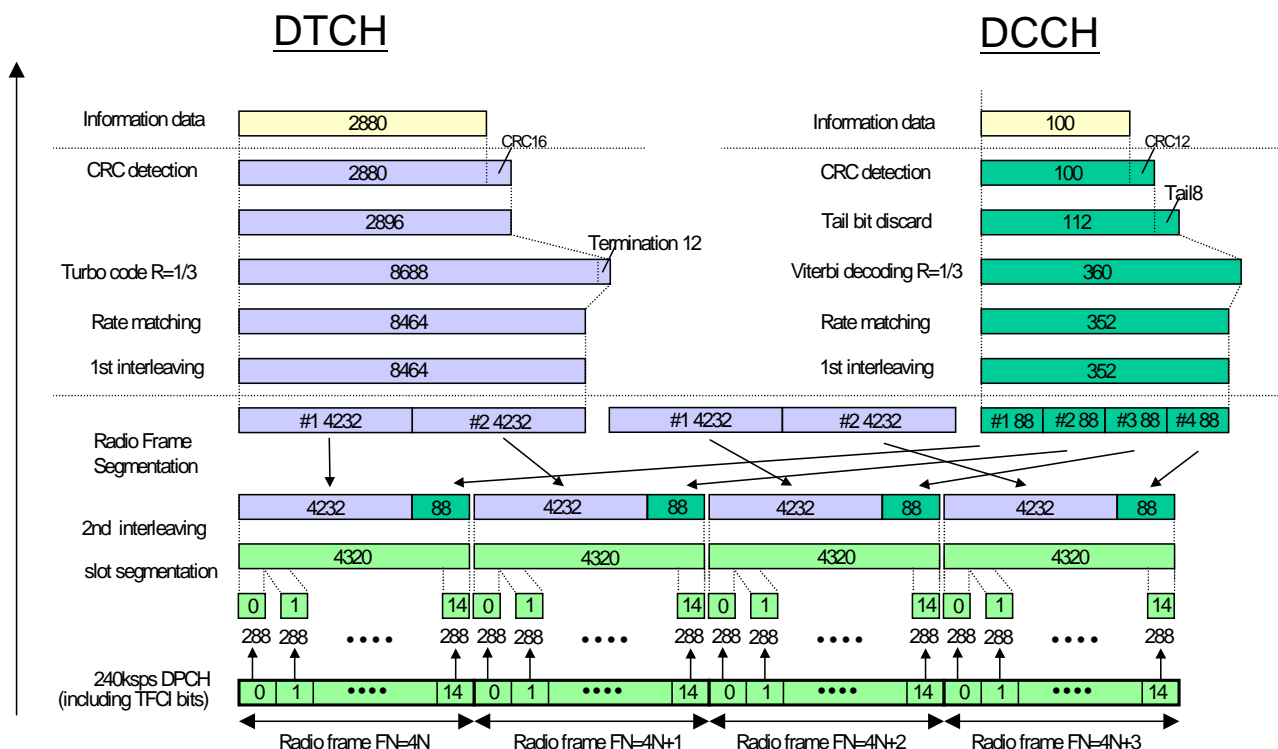 DTCH DCCH
Information data 2880 Information data 100
CRC16 CRC12
CRC detection 2880 CRC detection 100
Tail8
2896 Tail bit discard 112
Termination 12
Turbo code R=1/3 8688 Viterbi decoding R=1/3 360
Rate matching 8464 Rate matching 352
1st interleaving 8464 1st interleaving 352
#1 4232 #2 4232 #1 4232 #2 4232 #1 88 #2 88 #3 88 #4 88
Radio Frame
Segmentation
4232 88 4232 88 4232 88 4232 88
2nd interleaving
4320 4320 4320 4320
slot segmentation
0 1 14 0 1 14 0 1 14 0 1 14
288 288 •••• 288 288 288 •••• 288 288 288 •••• 288 288 288 •••• 288
240ksps DPCH
(including TFCI bits)
0 1 •••• 14 0 1 •••• 14 0 1 •••• 14 0 1 •••• 14
Radio frame FN=4N Radio frame FN=4N+1 Radio frame FN=4N+2 Radio frame FN=4N+3